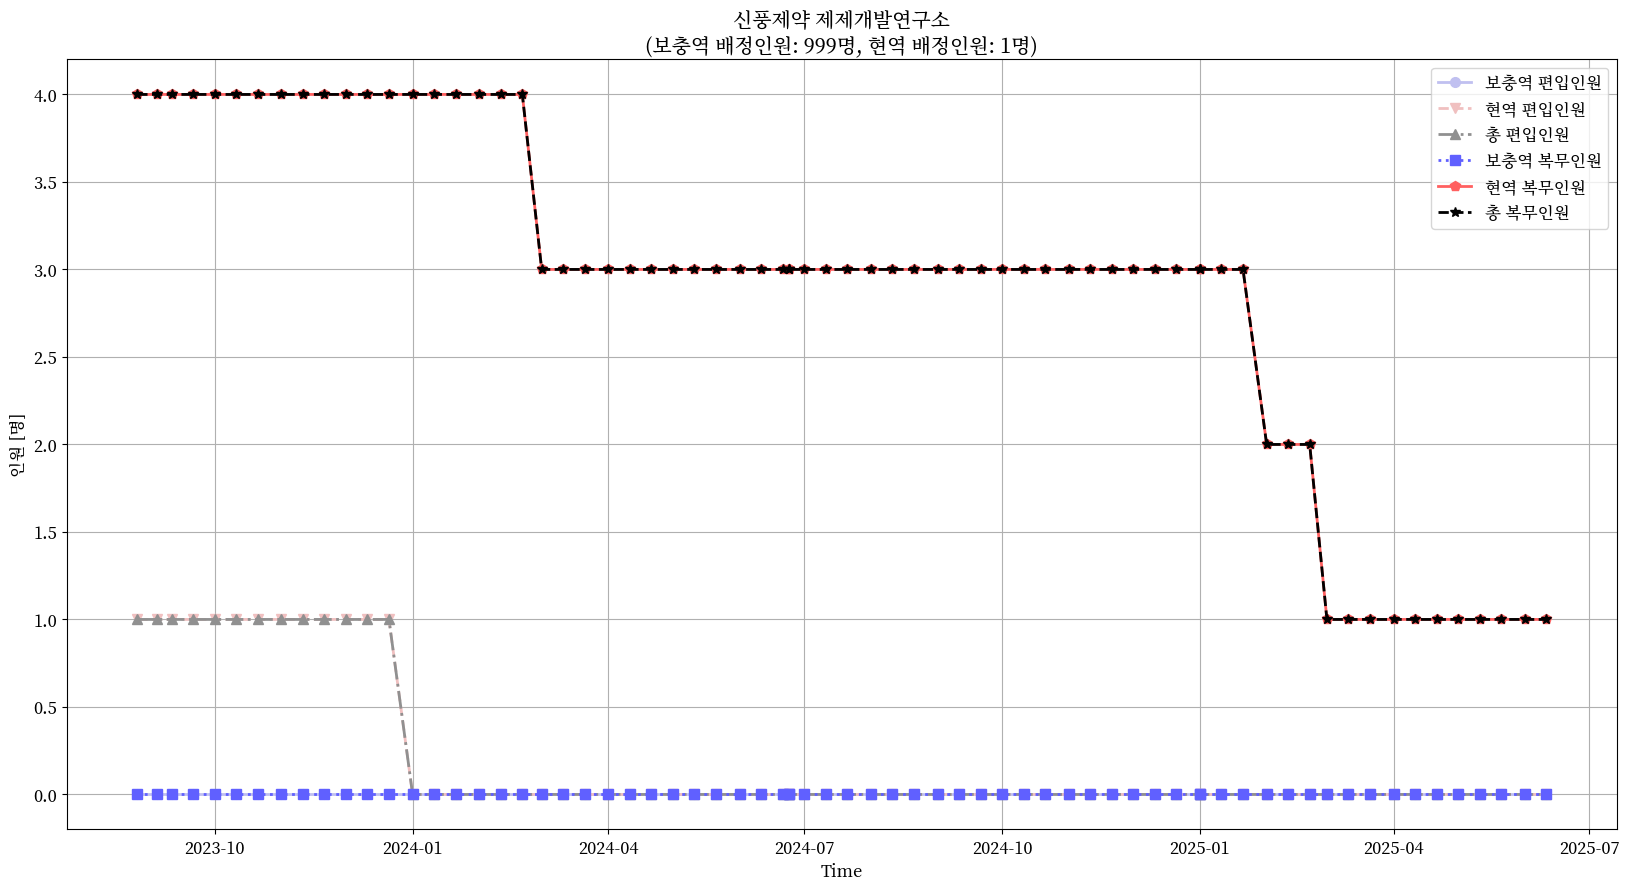 신풍제약 제제개발연구소
(보충역 배정인원: 999명, 현역 배정인원: 1명)
보충역 편입인원
현역 편입인원
총 편입인원
보충역 복무인원
현역 복무인원
총 복무인원
4.0
3.5
3.0
2.5
2.0
1.5
1.0
0.5
0.0
인원 [명]
2023-10 2024-01 2024-04 2024-07 2024-10 2025-01 2025-04 2025-07
Time